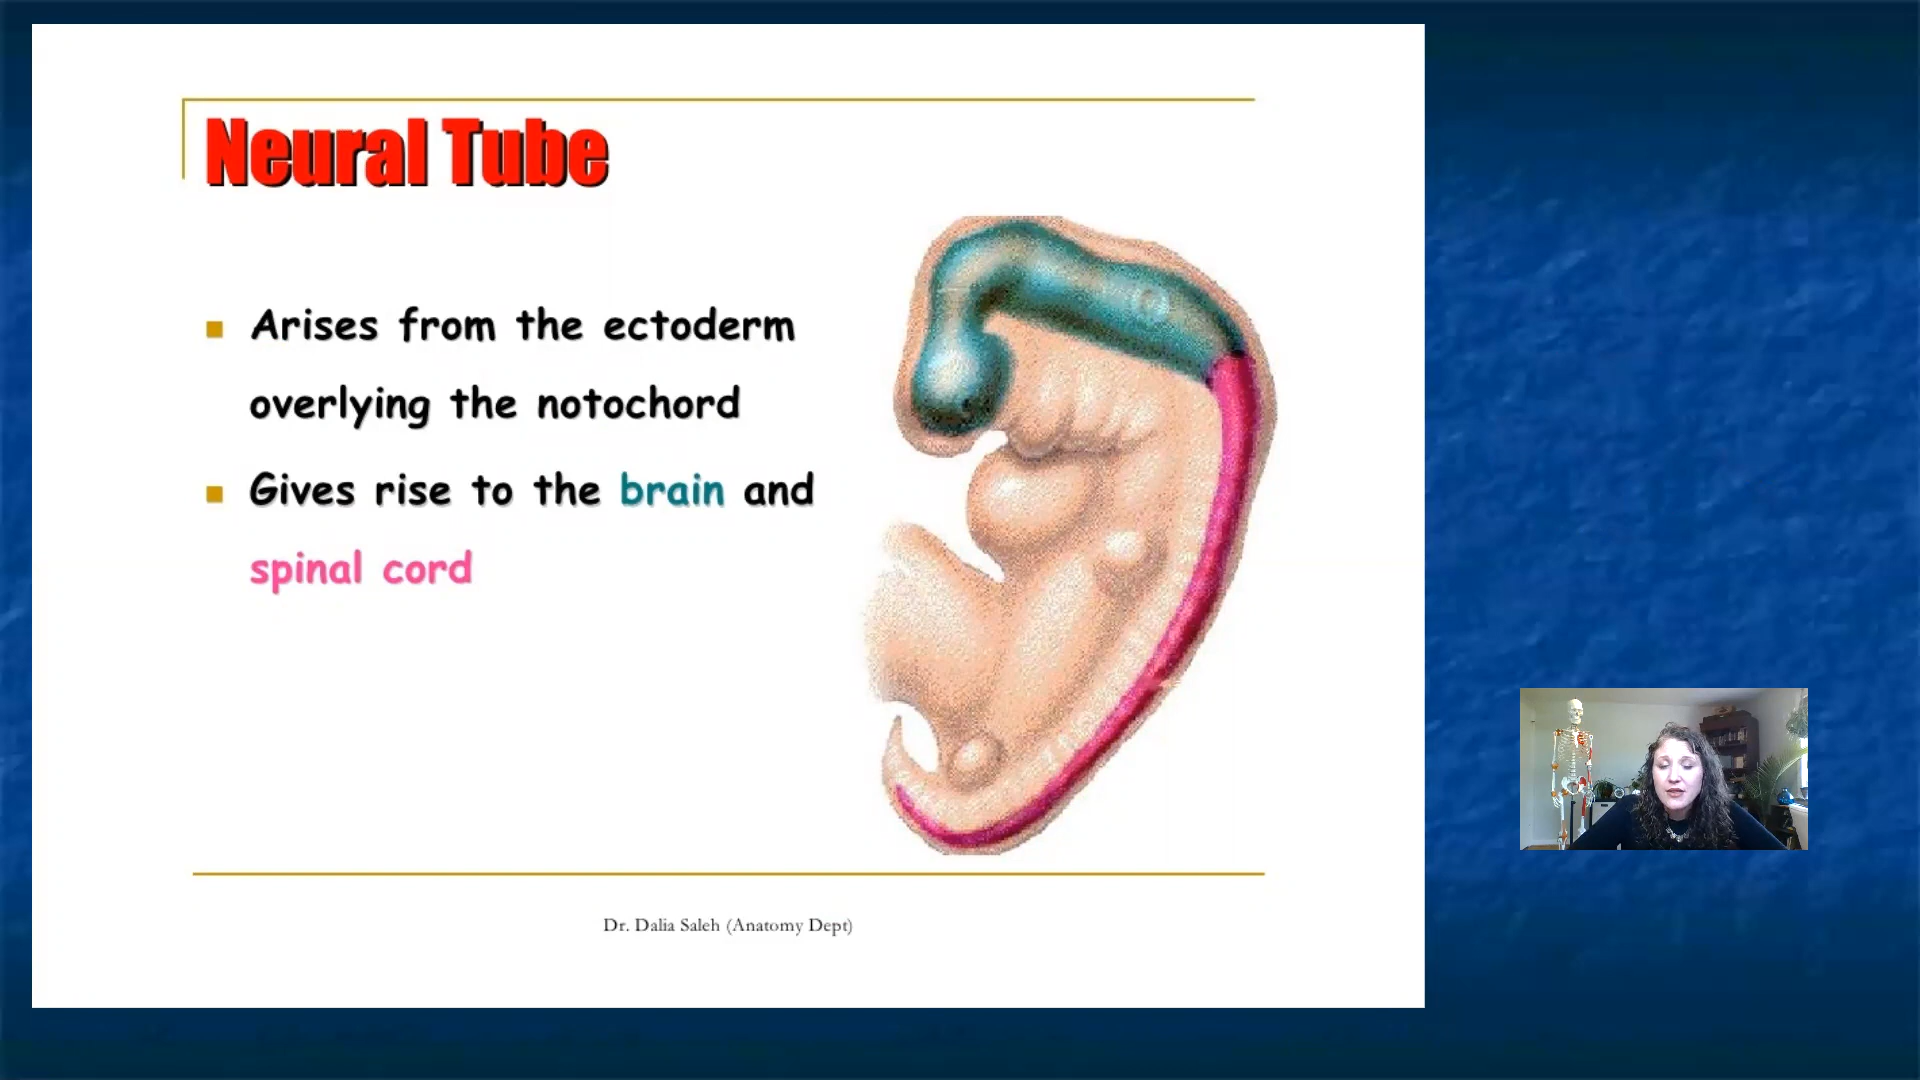 Neural Tube
Arises from the ectoderm
overlying the notochord
Gives rise to the brain and
spinal cord
Dr. Dalia Saleh (Anatomy Dept)